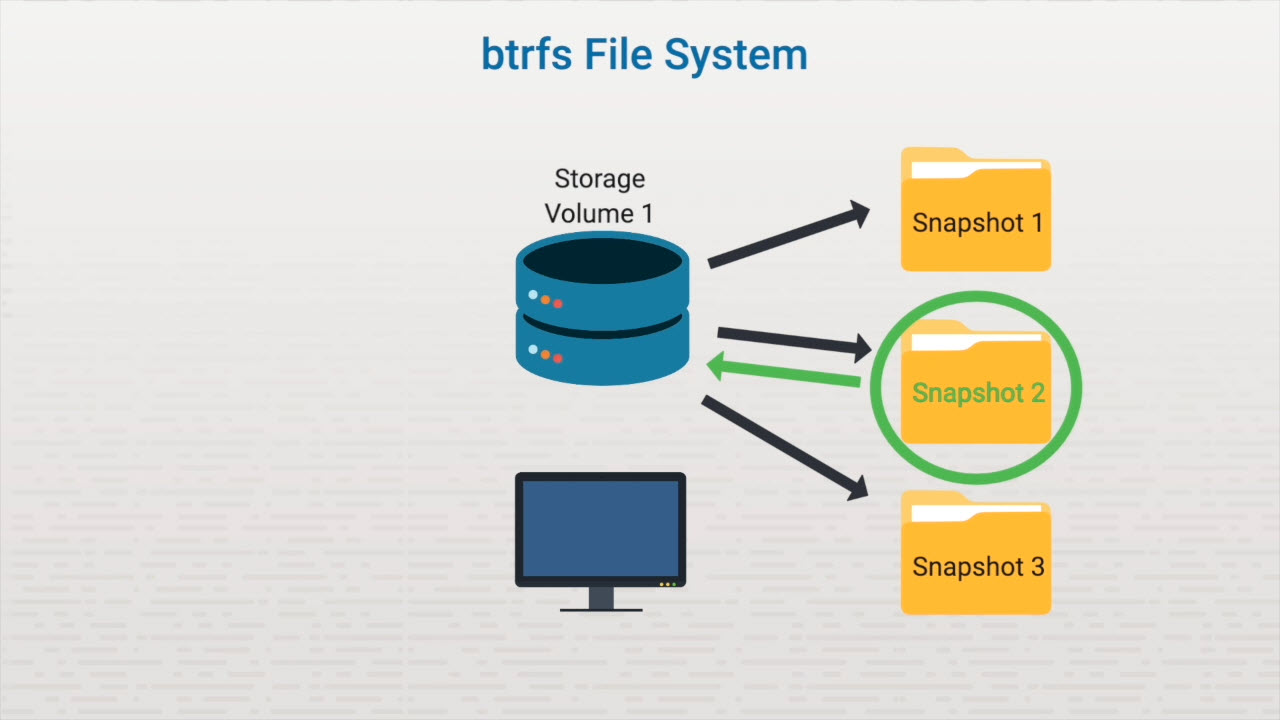 btrfs File System
Storage
Volume 1
Snapshot 1
Snapshot 2
Snapshot 3